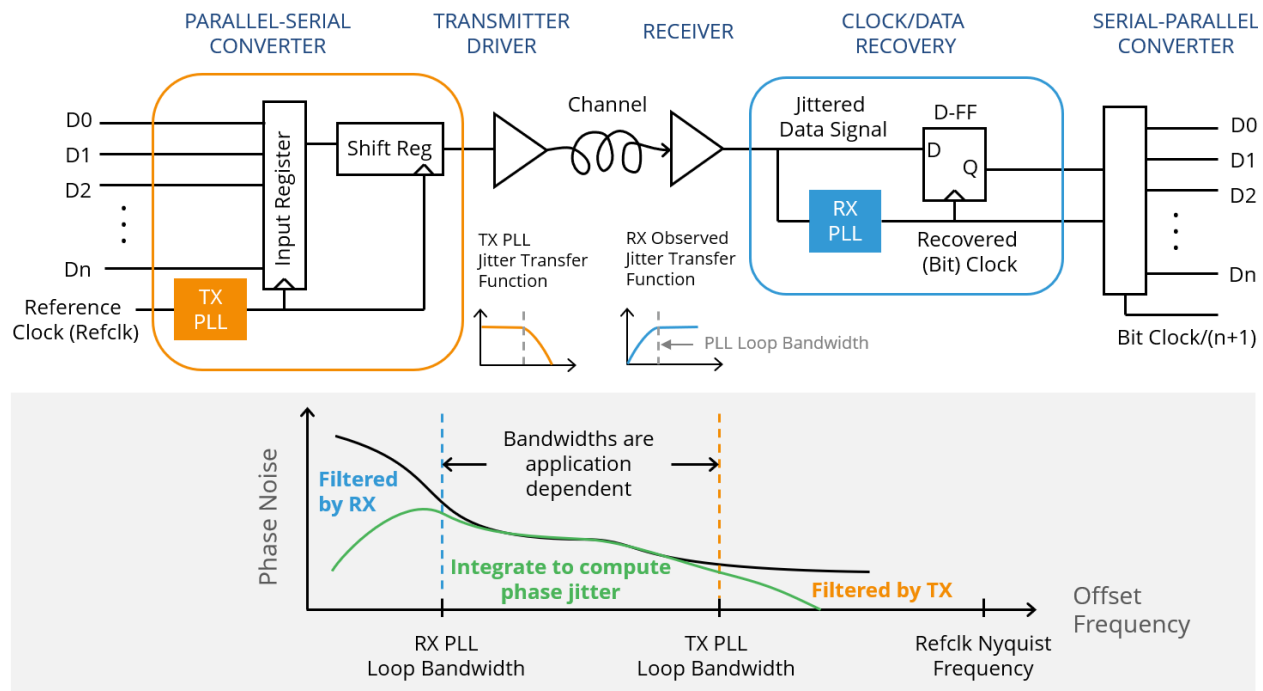 PARALLEL-SERIAL
CONVERTER
TRANSMITTER
DRIVER
RECEIVER
CLOCK/DATA
RECOVERY
SERIAL-PARALLEL
CONVERTER
D0
D1
D2
Dn
Reference
Clock (Refclk)
TX
PLL
Input Register
Shift Reg
Channel
TX PLL
Jitter Transfer
Function
RX Observed
Jitter Transfer
Function
PLL Loop Bandwidth
Jittered
Data Signal
D-FF
D
Q
RX
PLL
Recovered
(Bit) Clock
D0
D1
D2
Dn
Bit Clock/(n+1)
Phase Noise
Filtered
by RX
Bandwidths are
application
dependent
Integrate to compute
phase jitter
Filtered by TX
Offset
Frequency
RX PLL
Loop Bandwidth
TX PLL
Loop Bandwidth
Refclk Nyquist
Frequency